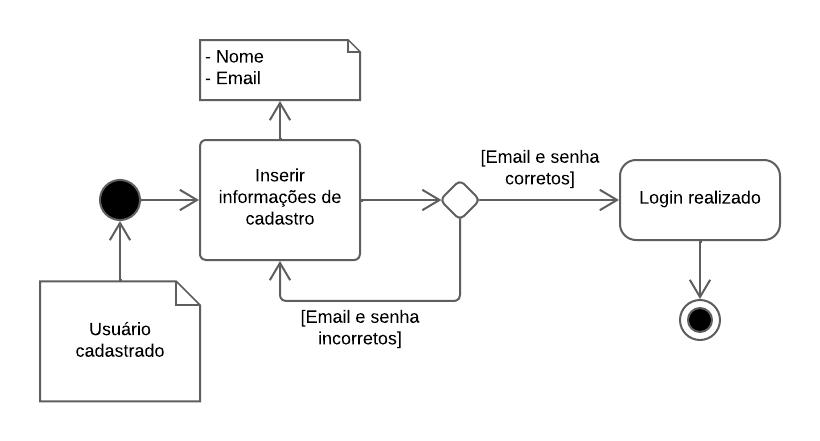 - Nome
- Email
Inserir
informações de
cadastro
[Email e senha
corretos]
Login realizado
Usuário
cadastrado
[Email e senha
incorretos]